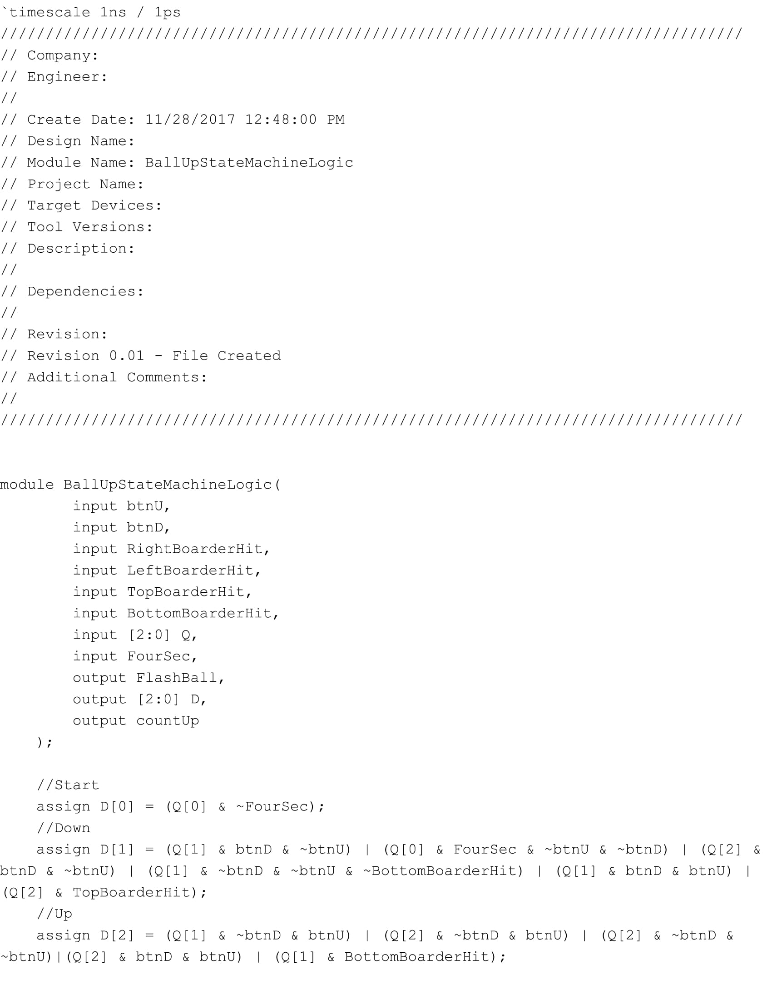 `timescale 1ns / 1ps
//////////////////////////////////////////////////////////////////////////////////
// Company:
// Engineer:
//
// Create Date: 11/28/2017 12:48:00 PM
// Design Name:
// Module Name: BallUpStateMachineLogic
// Project Name:
// Target Devices:
// Tool Versions:
// Description:
//
// Dependencies:
//
// Revision:
// Revision 0.01 - File Created
// Additional Comments:
//
//////////////////////////////////////////////////////////////////////////////////
module BallUpStateMachineLogic(
input btnU,
input btnD,
input RightBoarderHit,
input LeftBoarderHit,
input TopBoarderHit,
input BottomBoarderHit,
input [2:0] Q,
input FourSec,
output FlashBall,
output [2:0] D,
output countUp
);
//Start
assign D[0] = (Q[0] & ~FourSec);
//Down
assign D[1] = (Q[1] & btnD & ~btnU) | (Q[0] & FourSec & ~btnU & ~btnD) | (Q[2] &
btnD & ~btnU) | (Q[1] & ~btnD & ~btnU & ~BottomBoarderHit) | (Q[1] & btnD & btnU) |
(Q[2] & TopBoarderHit);
//Up
assign D[2] = (Q[1] & ~btnD & btnU) | (Q[2] & ~btnD & btnU) | (Q[2] & ~btnD &
~btnU)|(Q[2] & btnD & btnU) | (Q[1] & BottomBoarderHit);